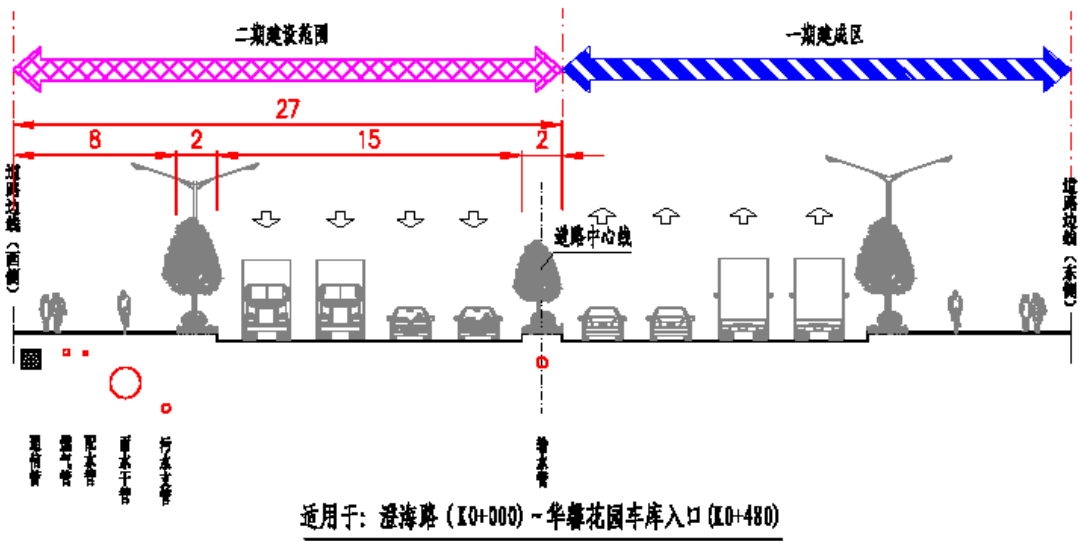 二期建设范围
一期建成区
27
8
2
15
2
道路边线（西侧）
道路中心线
道路边线（东侧）
通信管
燃气管
配水管
雨水干管
污水支管
输水管
适用于: 澄海路 (K0+000) - 华馨花园车库入口 (K0+480)